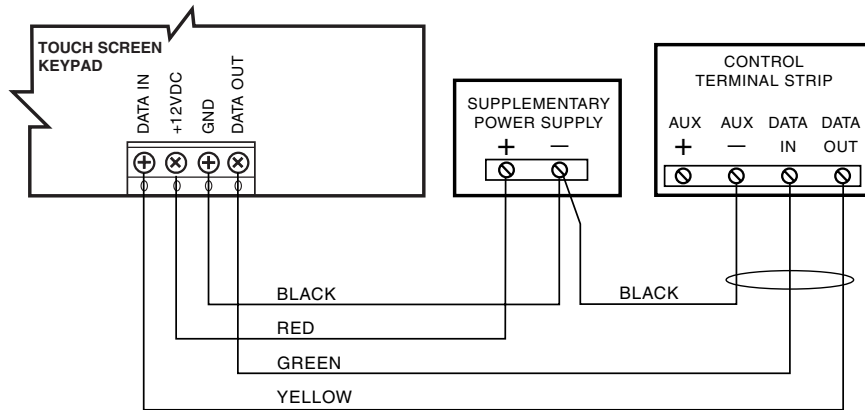 TOUCH SCREEN
KEYPAD
DATA IN
+12VDC
GND
DATA OUT
SUPPLEMENTARY
POWER SUPPLY
+ —
CONTROL
TERMINAL STRIP
AUX AUX DATA DATA
+ — IN OUT
BLACK
BLACK
RED
GREEN
YELLOW